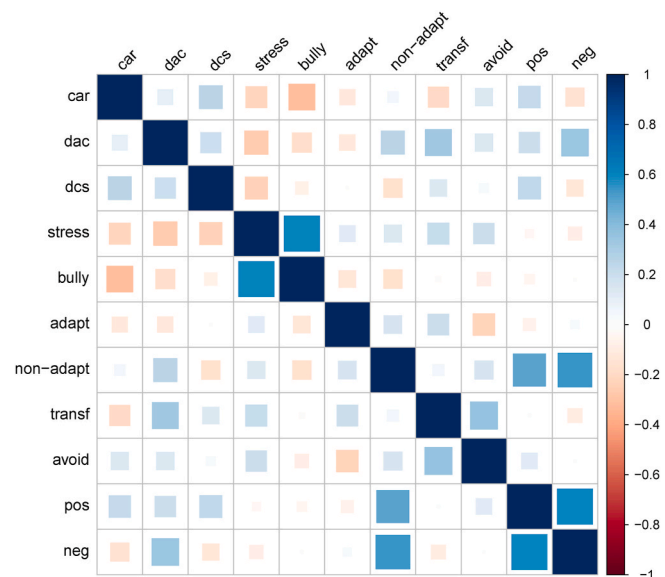 car dac dcs stress bully adapt non-adapt transf avoid pos neg
car
dac
dcs
stress
bully
adapt
non-adapt
transf
avoid
pos
neg
1
0.8
0.6
0.4
0.2
0
−0.2
−0.4
−0.6
−0.8
−1